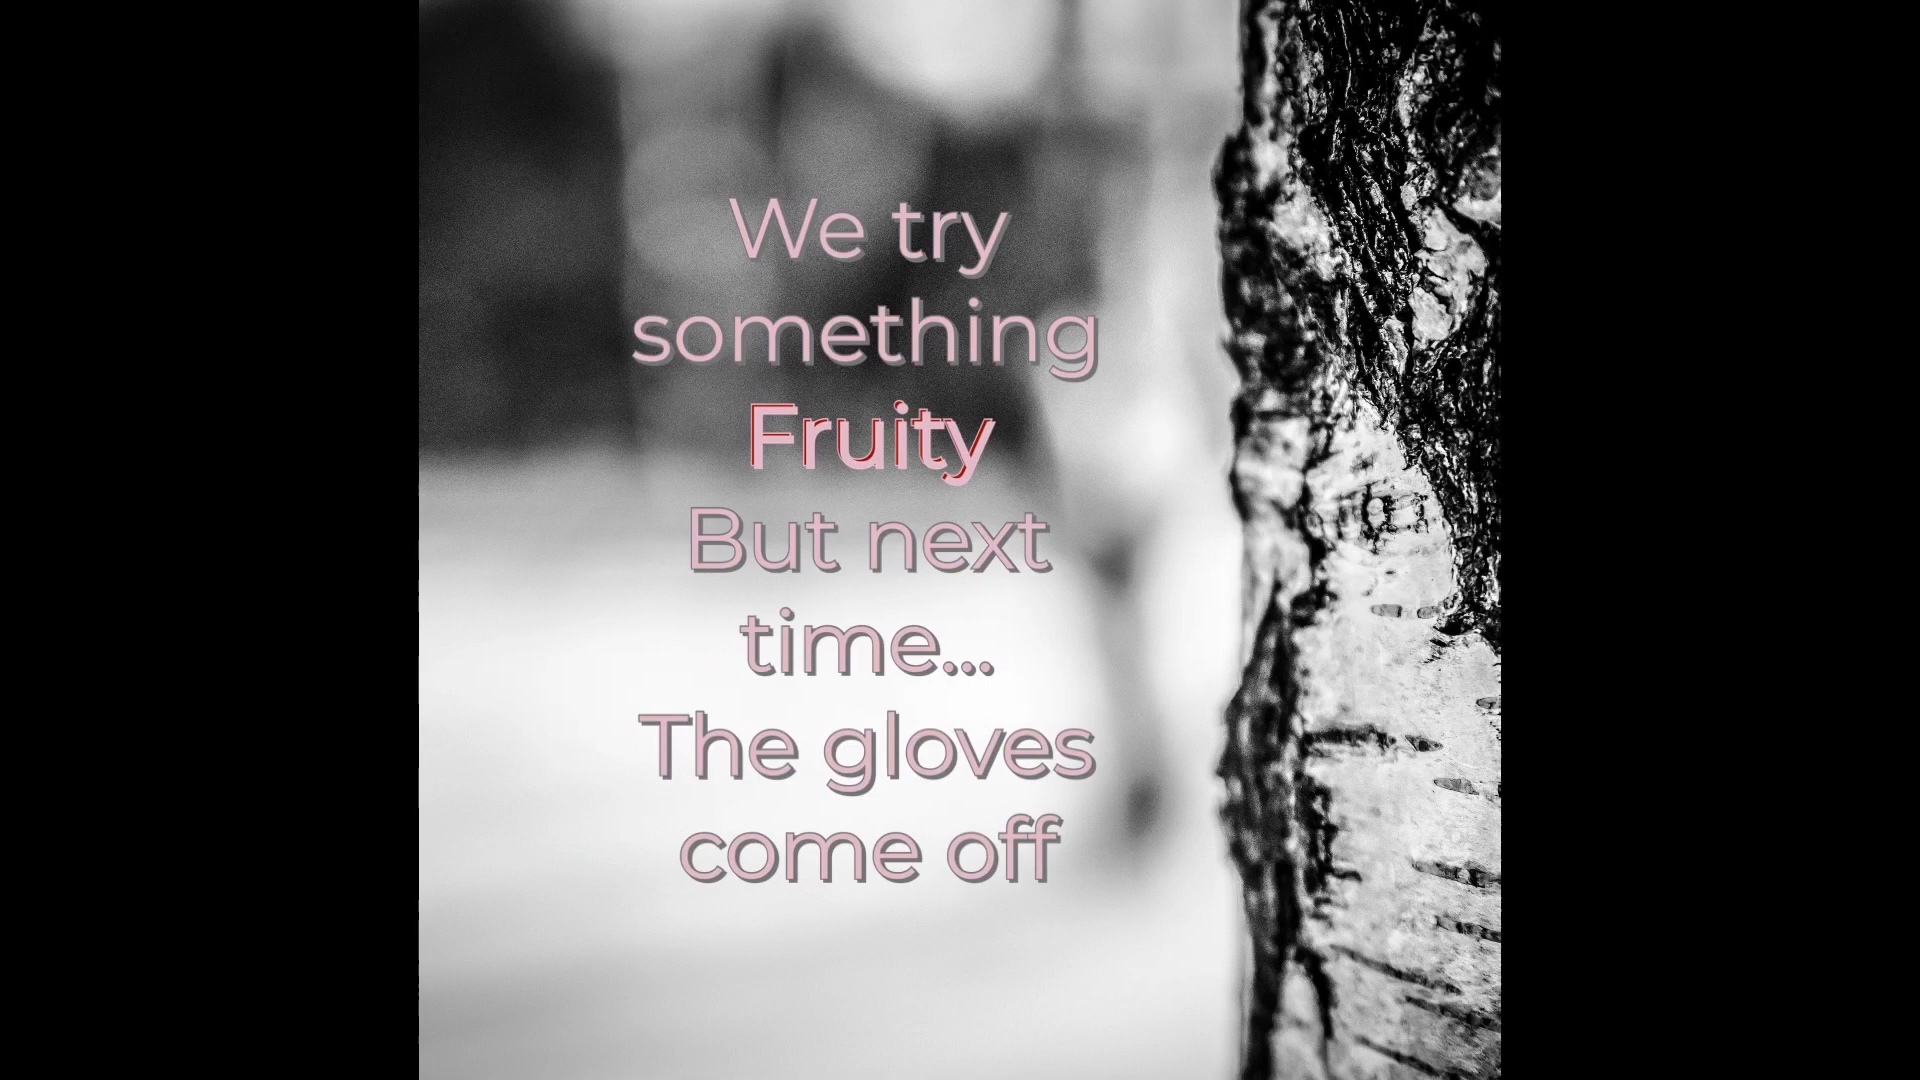 We try
something
Fruity
But next
time...
The gloves
come off